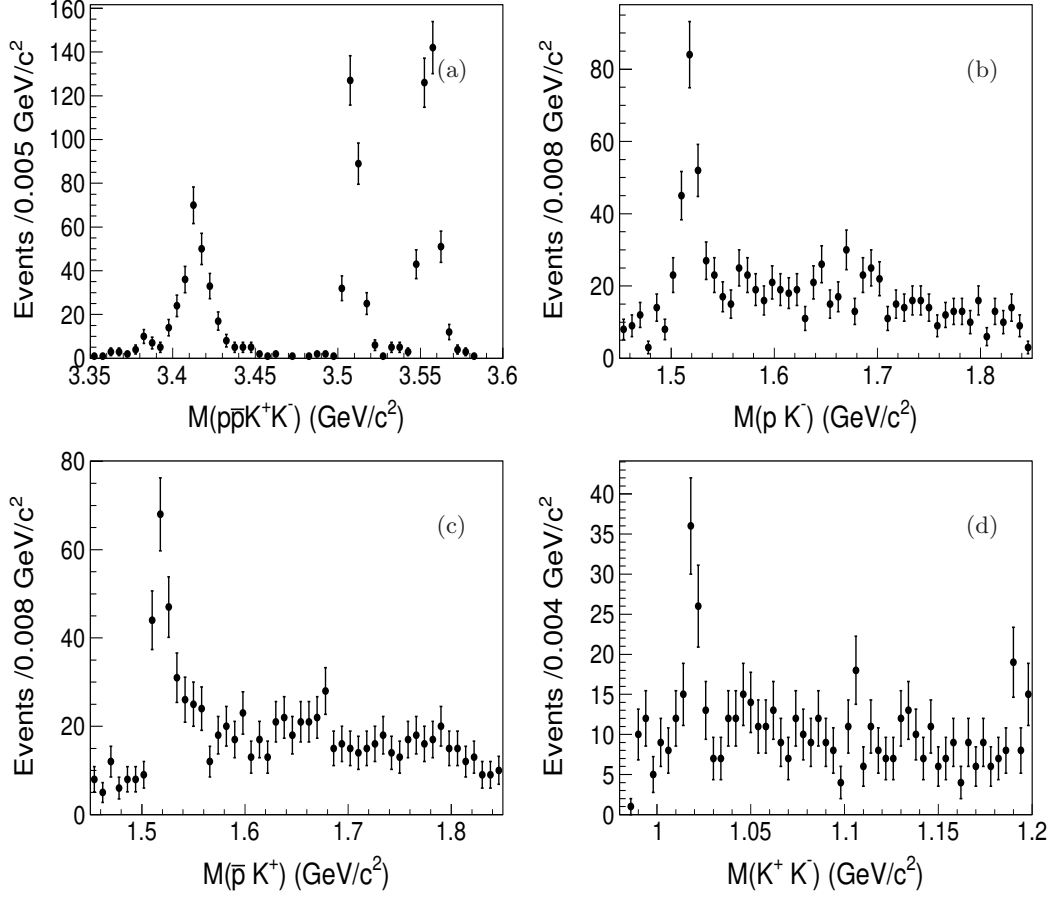 Events /0.005 GeV/c²
160
140
120
100
80
60
40
20
0
(a)
3.35 3.4 3.45 3.5 3.55 3.6
M(pp̅K⁺K⁻) (GeV/c²)
Events /0.008 GeV/c²
80
60
40
20
0
(b)
1.5 1.6 1.7 1.8
M(p K⁻) (GeV/c²)
Events /0.008 GeV/c²
80
60
40
20
0
(c)
1.5 1.6 1.7 1.8
M(p̅ K⁺) (GeV/c²)
Events /0.004 GeV/c²
40
35
30
25
20
15
10
5
0
(d)
1 1.05 1.1 1.15 1.2
M(K⁺ K⁻) (GeV/c²)